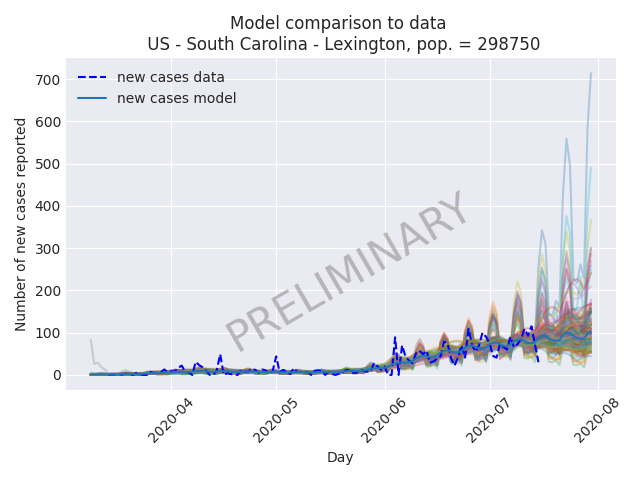 Model comparison to data
US - South Carolina - Lexington, pop. = 298750
new cases data
new cases model
Number of new cases reported
700
600
500
400
300
200
100
0
PRELIMINARY
2020-04
2020-05
2020-06
2020-07
2020-08
Day